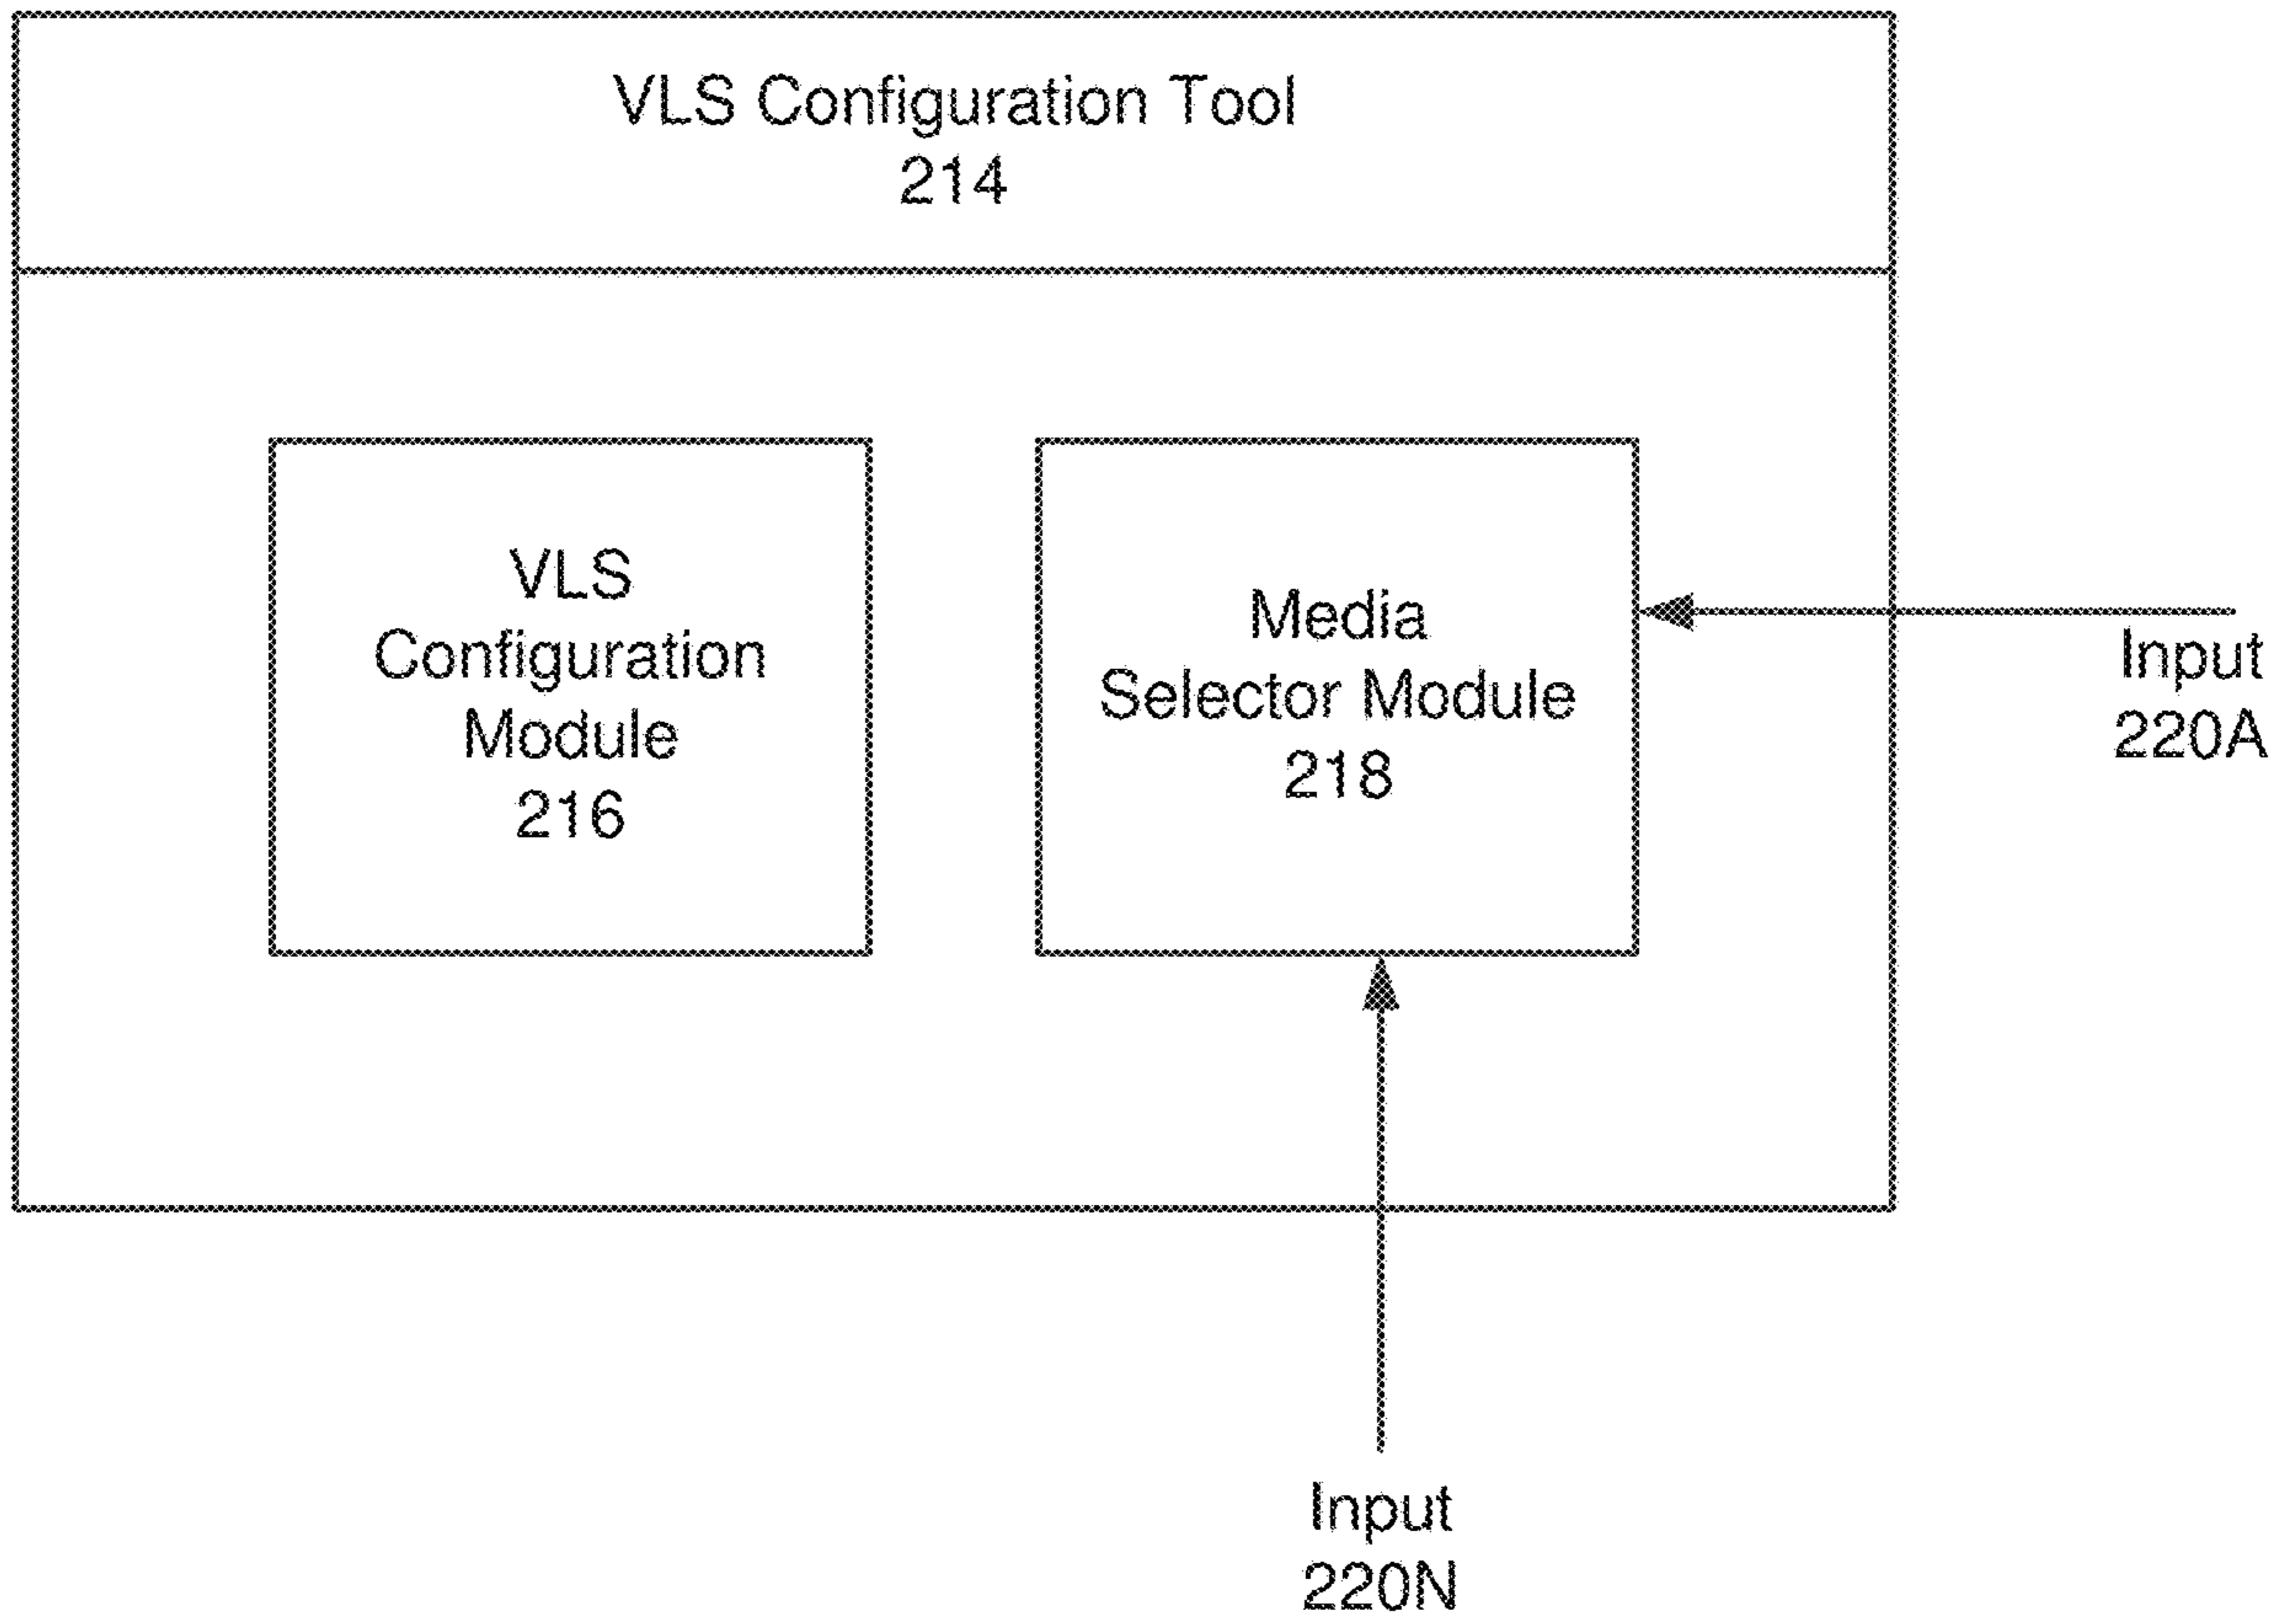 VLS Configuration Tool
214
VLS
Configuration
Module
216
Media
Selector Module
218
Input
220A
Input
220N